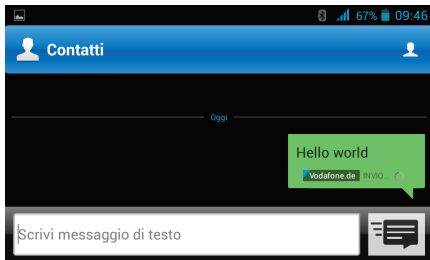 67% 09:46
Contatti
Oggi
Hello world
Vodafone.de INVIO...
Scrivi messaggio di testo